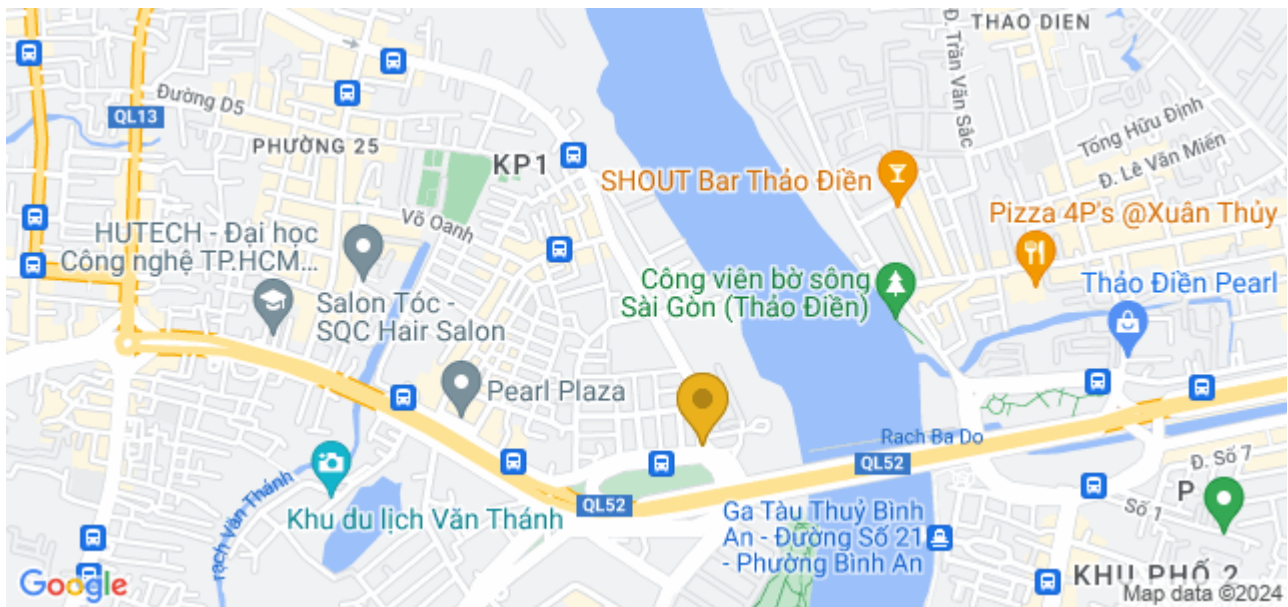 THAO DIEN
Đ. Trần Văn Sắc
Đường D5
QL13
PHƯỜNG 25
KP1
Tống Hữu Định
Đ. Lê Văn Miến
SHOUT Bar Thảo Điền
Pizza 4P's @Xuân Thủy
Võ Oanh
HUTECH - Đại học
Công nghệ TP.HCM...
Salon Tóc -
SQC Hair Salon
Công viên bờ sông
Sài Gòn (Thảo Điền)
Thảo Điền Pearl
Pearl Plaza
Rach Ba Do
QL52
Đ. Số 7
P
Số 1
rạch Văn Thánh
Khu du lịch Văn Thánh
QL52
Ga Tàu Thuỷ Bình
An - Đường Số 21
- Phường Bình An
KHU PHỐ 2
Google
Map data ©2024